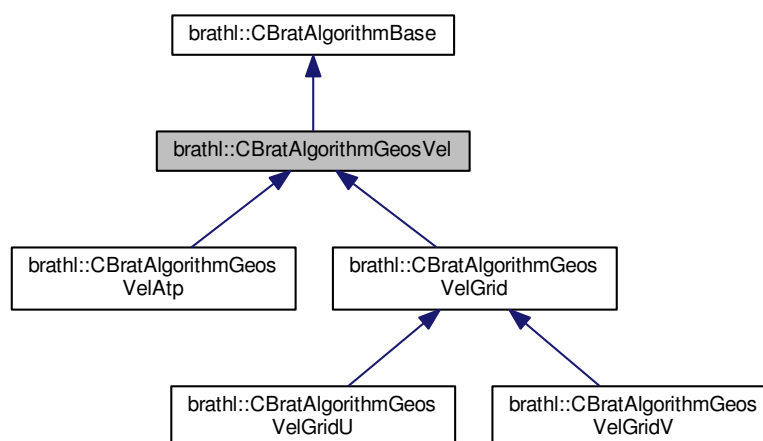 brathl::CBratAlgorithmBase
brathl::CBratAlgorithmGeosVel
brathl::CBratAlgorithmGeos
VelAtp
brathl::CBratAlgorithmGeos
VelGrid
brathl::CBratAlgorithmGeos
VelGridU
brathl::CBratAlgorithmGeos
VelGridV